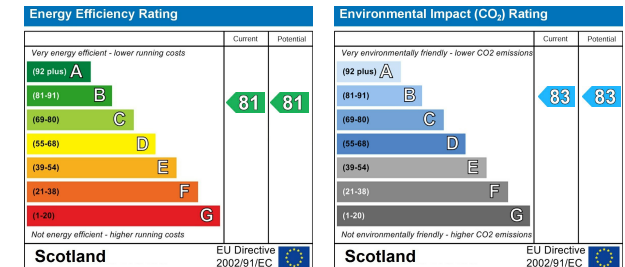 Energy Efficiency Rating
Current Potential
Very energy efficient - lower running costs
(92 plus) A
(81-91) B
81 81
(69-80) C
(55-68) D
(39-54) E
(21-38) F
(1-20) G
Not energy efficient - higher running costs
Scotland
EU Directive
2002/91/EC
Environmental Impact (CO2) Rating
Current Potential
Very environmentally friendly - lower CO2 emissions
(92 plus) A
(81-91) B
83 83
(69-80) C
(55-68) D
(39-54) E
(21-38) F
(1-20) G
Not environmentally friendly - higher CO2 emissions
Scotland
EU Directive
2002/91/EC